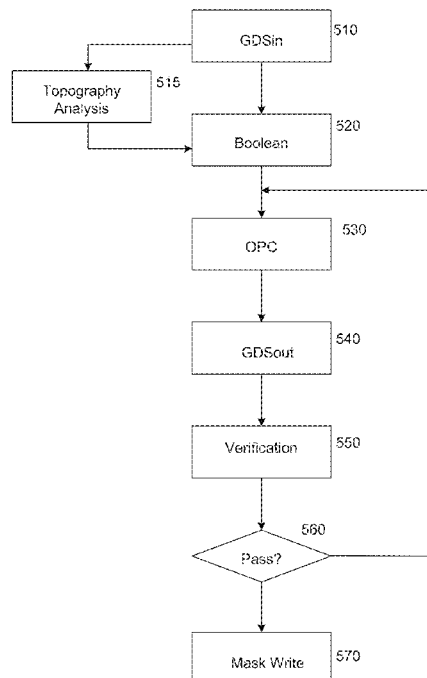 GDSin
510
Topography
Analysis
515
Boolean
520
OPC
530
GDSout
540
Verification
550
Pass?
560
Mask Write
570